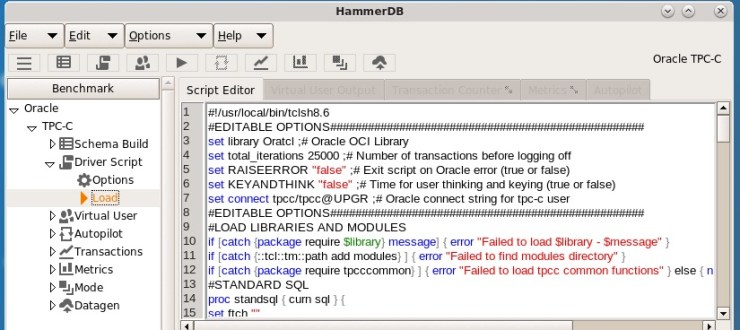 HammerDB
File Edit Options Help
Oracle TPC-C
Benchmark
Oracle
TPC-C
Schema Build
Driver Script
Options
Load
Virtual User
Autopilot
Transactions
Metrics
Mode
Datagen
Script Editor Virtual User Output Transaction Counter Metrics Autopilot
1 #!/usr/local/bin/tclsh8.6
2 #EDITABLE OPTIONS##################################################
3 set library Oratcl ;# Oracle OCI Library
4 set total_iterations 25000 ;# Number of transactions before logging off
5 set RAISEERROR "false" ;# Exit script on Oracle error (true or false)
6 set KEYANDTHINK "false" ;# Time for user thinking and keying (true or false)
7 set connect tpcc/tpcc@UPGR ;# Oracle connect string for tpc-c user
8 #EDITABLE OPTIONS##################################################
9 #LOAD LIBRARIES AND MODULES
10 if [catch {package require $library} message] { error "Failed to load $library - $message" }
11 if [catch {::tcl::tm::path add modules} ] { error "Failed to find modules directory" }
12 if [catch {package require tpcccommon} ] { error "Failed to load tpcc common functions" } else { n
13 #STANDARD SQL
14 proc standsql { curn sql } {
15 set ftch ""